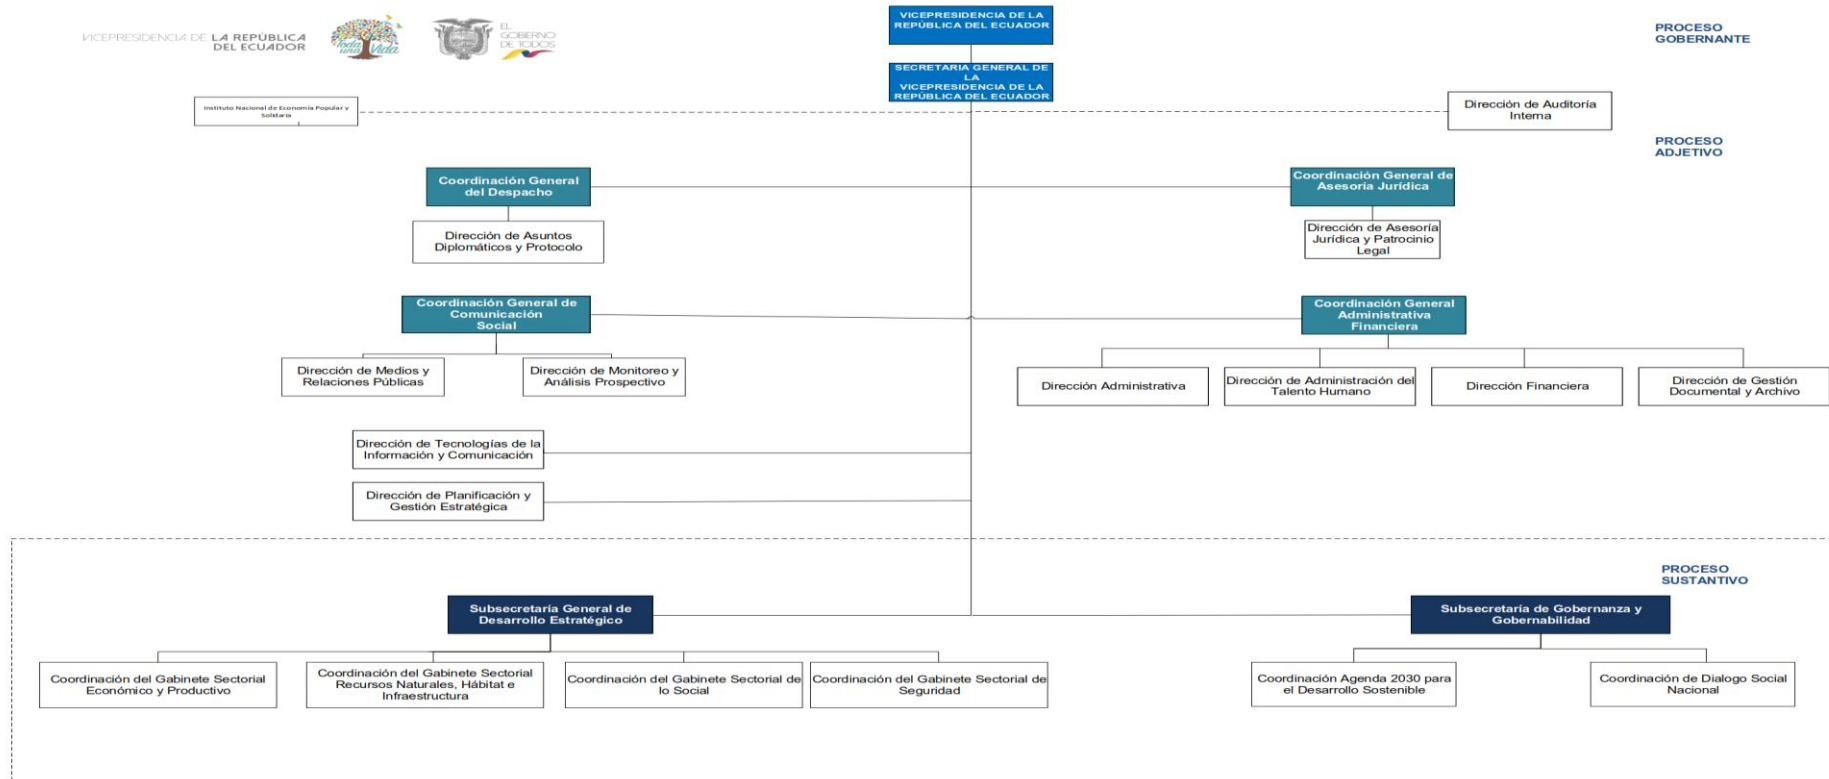 VICEPRESIDENCIA DE LA REPÚBLICA
DEL ECUADOR
Toda
una Vida
EL
GOBIERNO
DE TODOS
VICEPRESIDENCIA DE LA
REPÚBLICA DEL ECUADOR
PROCESO
GOBERNANTE
SECRETARIA GENERAL DE
LA
VICEPRESIDENCIA DE LA
REPÚBLICA DEL ECUADOR
Instituto Nacional de Economía Popular y
Solidaria
Dirección de Auditoría
Interna
PROCESO
ADJETIVO
Coordinación General
del Despacho
Coordinación General de
Asesoría Jurídica
Dirección de Asuntos
Diplomáticos y Protocolo
Dirección de Asesoría
Jurídica y Patrocinio
Legal
Coordinación General de
Comunicación
Social
Coordinación General
Administrativa
Financiera
Dirección de Medios y
Relaciones Públicas
Dirección de Monitoreo y
Análisis Prospectivo
Dirección Administrativa
Dirección de Administración del
Talento Humano
Dirección Financiera
Dirección de Gestión
Documental y Archivo
Dirección de Tecnologías de la
Información y Comunicación
Dirección de Planificación y
Gestión Estratégica
PROCESO
SUSTANTIVO
Subsecretaría General de
Desarrollo Estratégico
Subsecretaría de Gobernanza y
Gobernabilidad
Coordinación del Gabinete Sectorial
Económico y Productivo
Coordinación del Gabinete Sectorial
Recursos Naturales, Hábitat e
Infraestructura
Coordinación del Gabinete Sectorial de
lo Social
Coordinación del Gabinete Sectorial de
Seguridad
Coordinación Agenda 2030 para
el Desarrollo Sostenible
Coordinación de Dialogo Social
Nacional